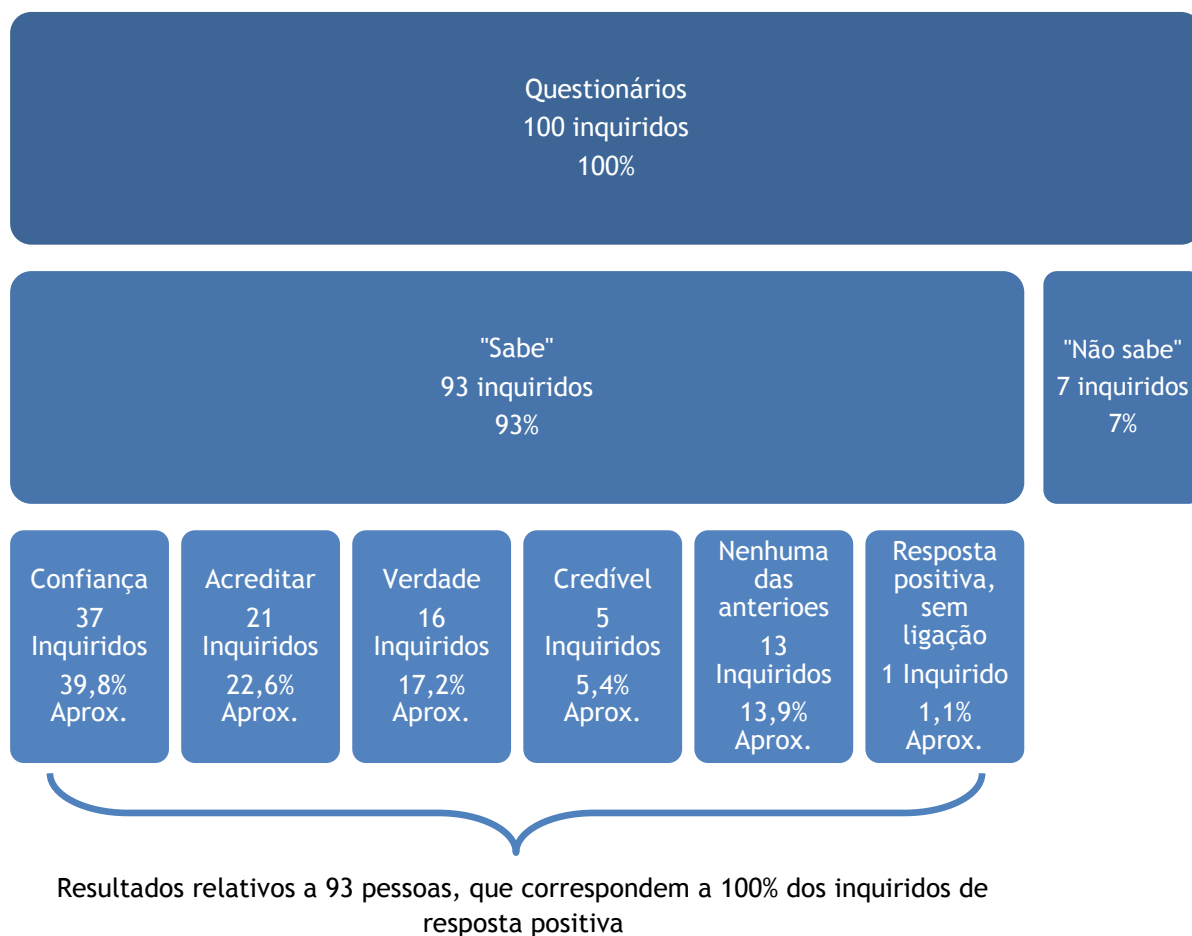 Questionários
100 inquiridos
100%
"Sabe"
93 inquiridos
93%
"Não sabe"
7 inquiridos
7%
Confiança
37
Inquiridos
39,8%
Aprox.
Acreditar
21
Inquiridos
22,6%
Aprox.
Verdade
16
Inquiridos
17,2%
Aprox.
Credível
5
Inquiridos
5,4%
Aprox.
Nenhuma
das
anterioes
13
Inquiridos
13,9%
Aprox.
Resposta
positiva,
sem
ligação
1 Inquirido
1,1%
Aprox.
Resultados relativos a 93 pessoas, que correspondem a 100% dos inquiridos de
resposta positiva